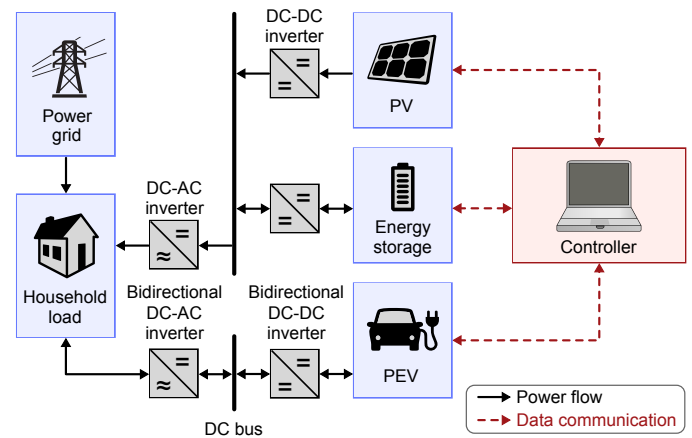 DC-DC
inverter
Power
grid
PV
DC-AC
inverter
Energy
storage
Controller
Household
load
Bidirectional
DC-AC
inverter
Bidirectional
DC-DC
inverter
PEV
DC bus
Power flow
Data communication